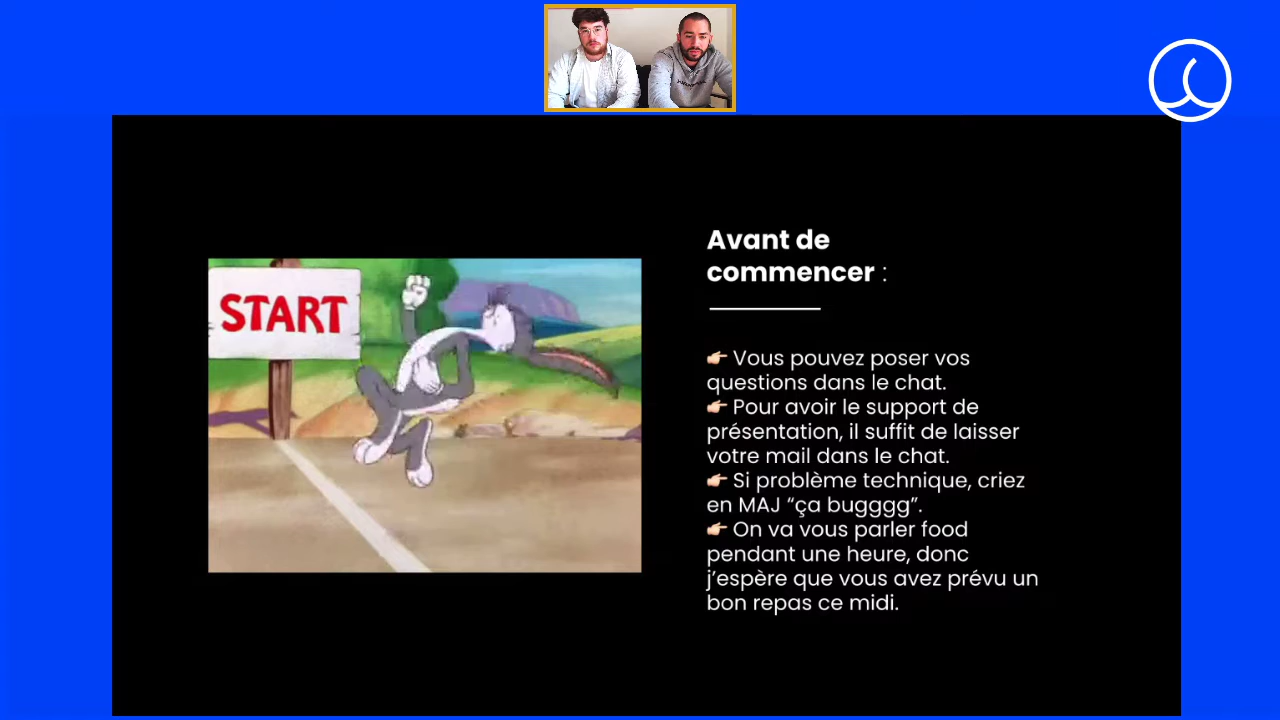 START
Avant de
commencer :
👉🏻 Vous pouvez poser vos
questions dans le chat.
👉🏻 Pour avoir le support de
présentation, il suffit de laisser
votre mail dans le chat.
👉🏻 Si problème technique, criez
en MAJ “ça bugggg”.
👉🏻 On va vous parler food
pendant une heure, donc
j’espère que vous avez prévu un
bon repas ce midi.